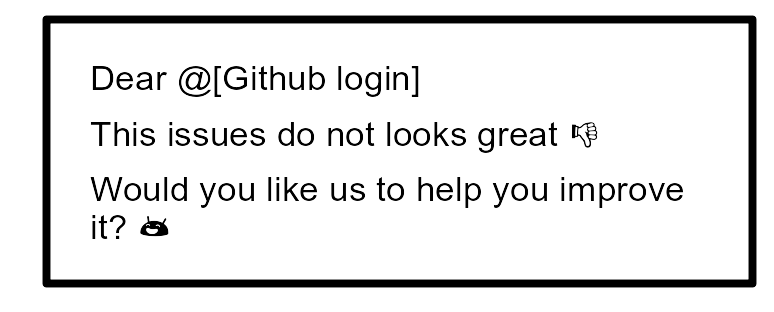 Dear @[Github login]
This issues do not looks great 👎
Would you like us to help you improve
it?